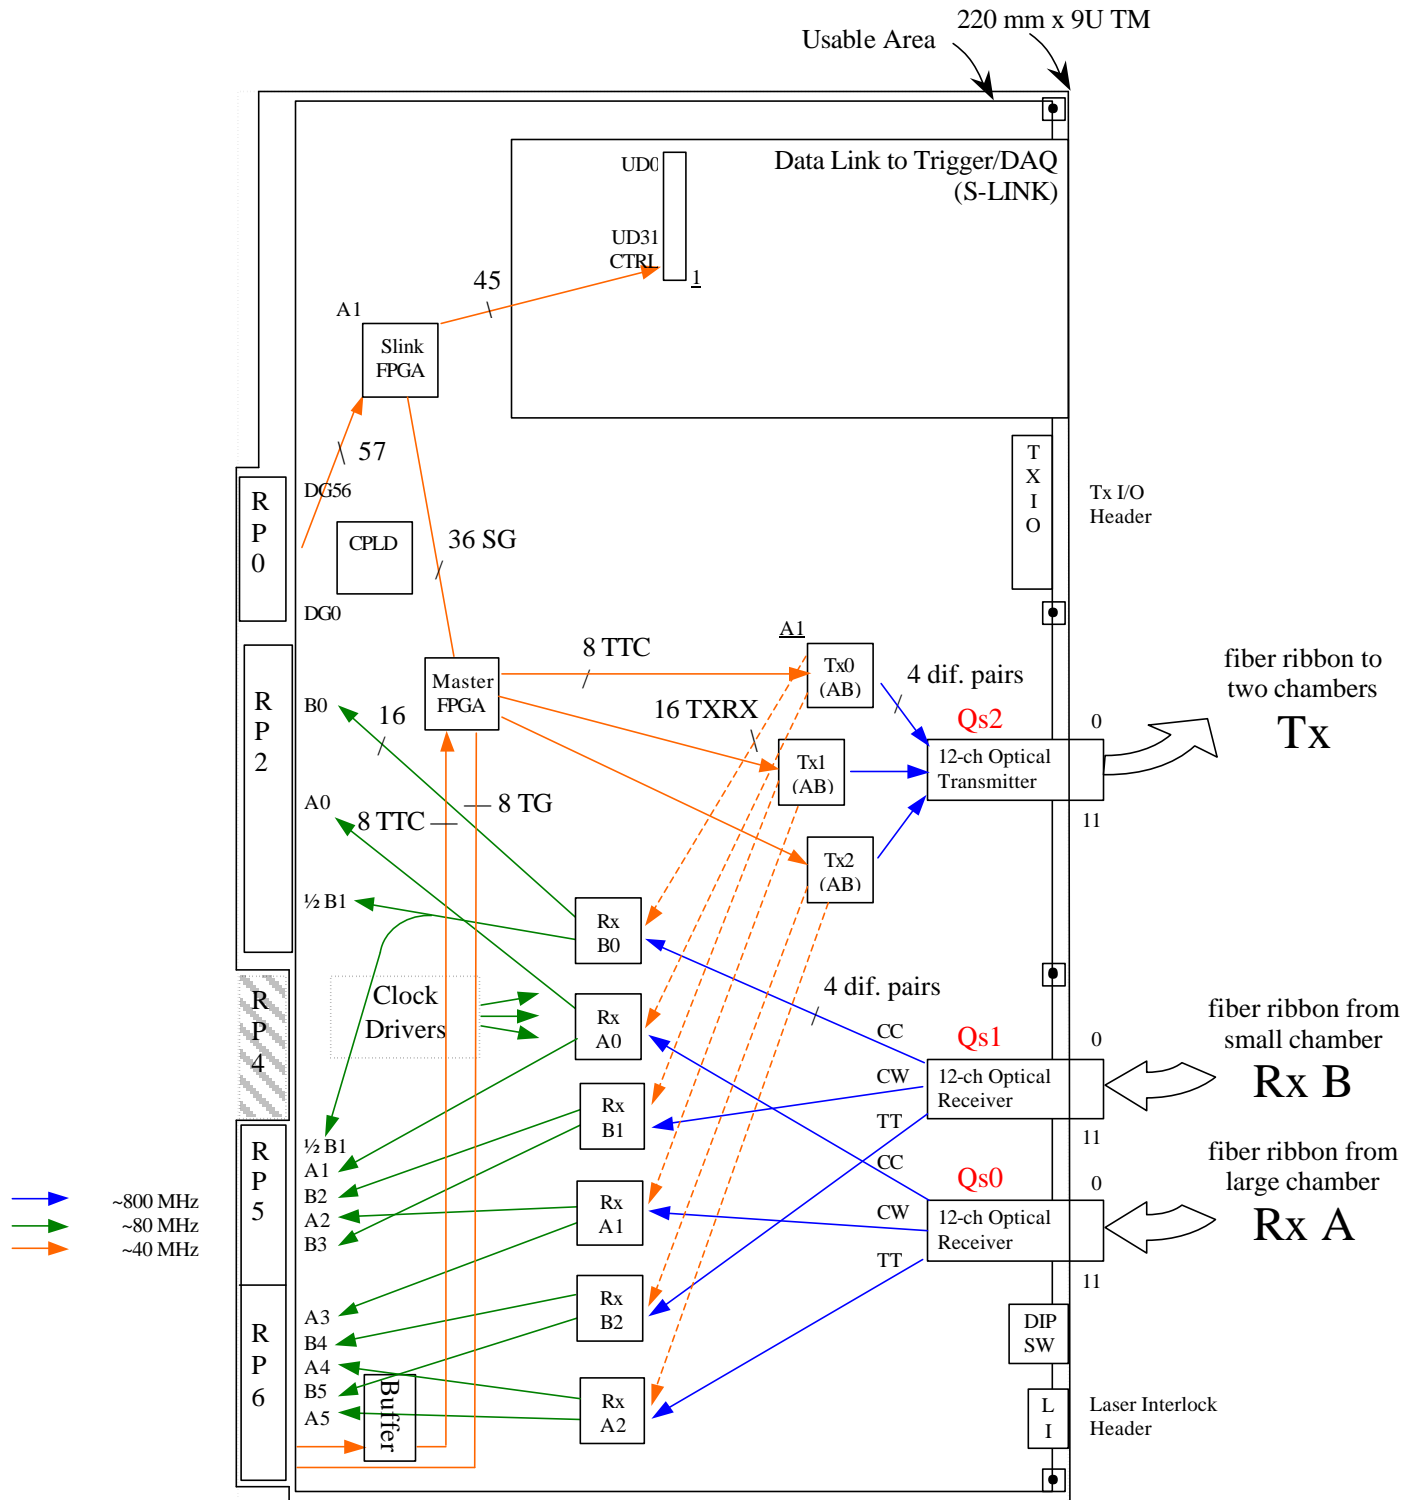 220 mm x 9U TM
Usable Area
Data Link to Trigger/DAQ
(S-LINK)
UD0
UD31
CTRL
1
45
A1
Slink
FPGA
57
T
X
I
O
Tx I/O
Header
R
P
0
DG56
CPLD
36 SG
DG0
A1
8 TTC
Tx0
(AB)
4 dif. pairs
fiber ribbon to
two chambers
Tx
R
P
2
Master
FPGA
B0
16
16 TXRX
Qs2
0
12-ch Optical
Transmitter
11
Tx1
(AB)
A0
8 TTC
8 TG
Tx2
(AB)
½ B1
Rx
B0
R
P
4
Clock
Drivers
Rx
A0
4 dif. pairs
CC
CW
TT
Qs1
0
12-ch Optical
Receiver
11
fiber ribbon from
small chamber
Rx B
Rx
B1
R
P
5
½ B1
A1
B2
A2
B3
Rx
A1
CC
CW
TT
Qs0
0
12-ch Optical
Receiver
11
fiber ribbon from
large chamber
Rx A
~800 MHz
~80 MHz
~40 MHz
R
P
6
A3
B4
A4
B5
A5
Buffer
Rx
B2
Rx
A2
DIP
SW
L
I
Laser Interlock
Header